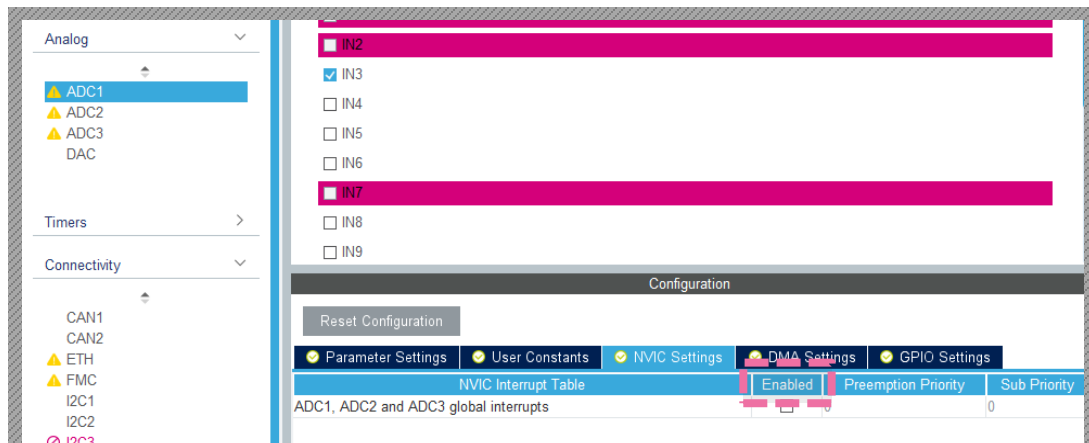 Analog
ADC1
ADC2
ADC3
DAC
Timers
Connectivity
CAN1
CAN2
ETH
FMC
I2C1
I2C2
I2C3
IN2
IN3
IN4
IN5
IN6
IN7
IN8
IN9
Configuration
Reset Configuration
Parameter Settings User Constants NVIC Settings DMA Settings GPIO Settings
NVIC Interrupt Table Enabled Preemption Priority Sub Priority
ADC1, ADC2 and ADC3 global interrupts 0 0